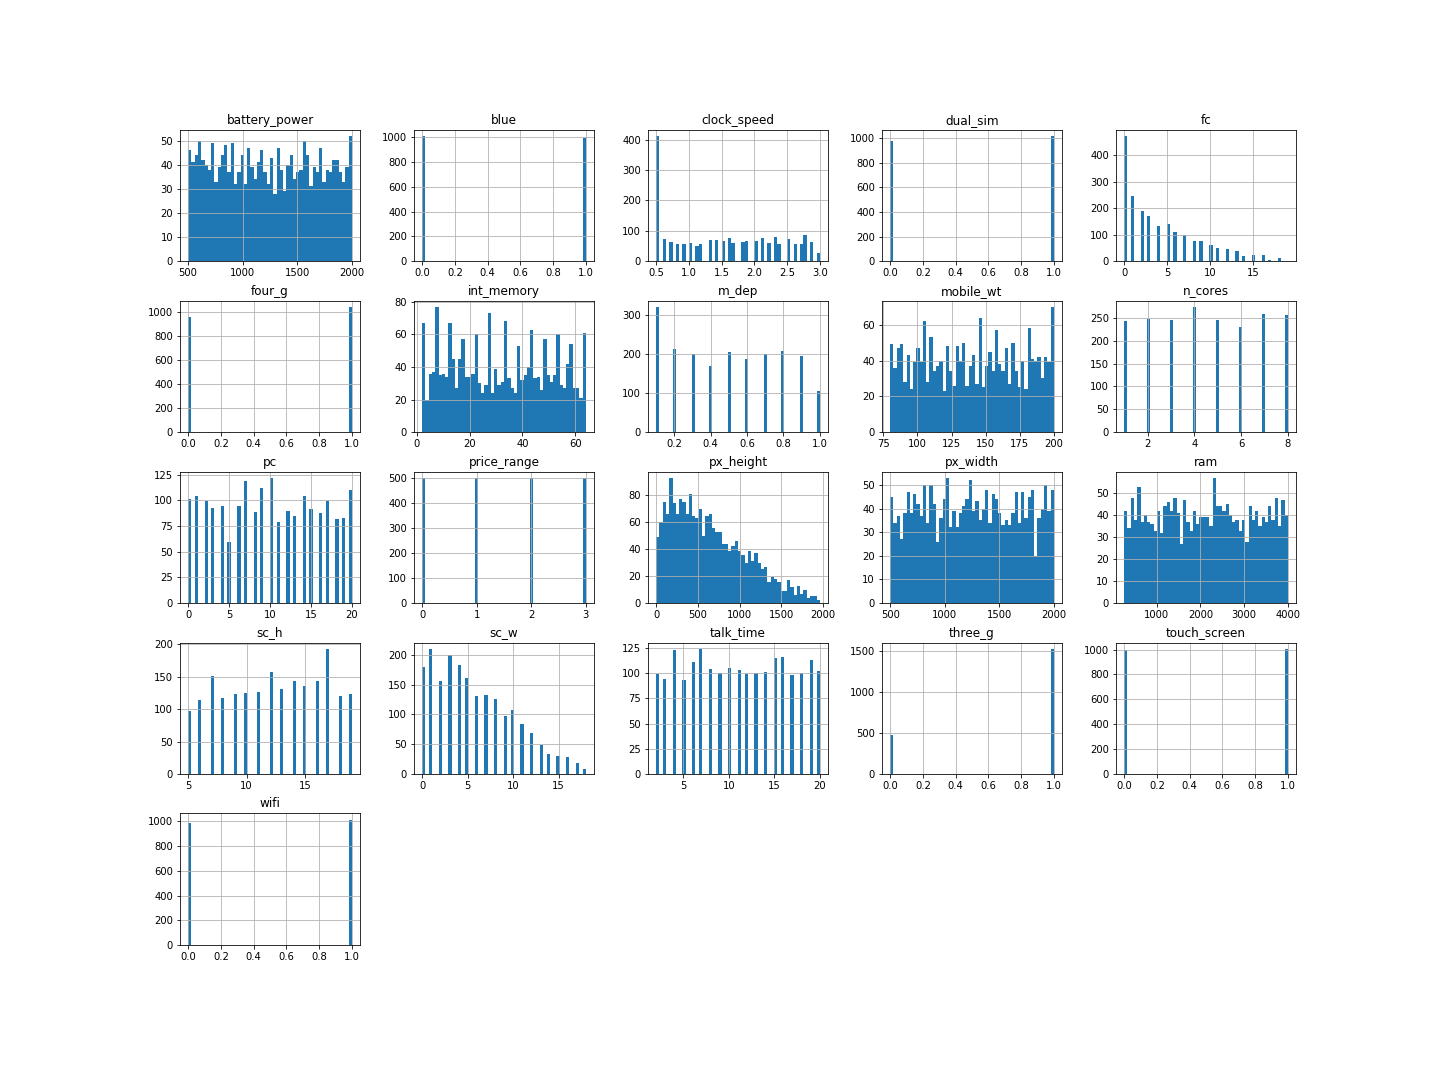 battery_power
50
40
30
20
10
0
500 1000 1500 2000
blue
1000
800
600
400
200
0
0.0 0.2 0.4 0.6 0.8 1.0
clock_speed
400
300
200
100
0
0.5 1.0 1.5 2.0 2.5 3.0
dual_sim
1000
800
600
400
200
0
0.0 0.2 0.4 0.6 0.8 1.0
fc
400
300
200
100
0
0 5 10 15
four_g
1000
800
600
400
200
0
0.0 0.2 0.4 0.6 0.8 1.0
int_memory
80
60
40
20
0
0 20 40 60
m_dep
300
200
100
0
0.2 0.4 0.6 0.8 1.0
mobile_wt
60
40
20
0
75 100 125 150 175 200
n_cores
250
200
150
100
50
0
2 4 6 8
pc
125
100
75
50
25
0
0 5 10 15 20
price_range
500
400
300
200
100
0
0 1 2 3
px_height
80
60
40
20
0
0 500 1000 1500 2000
px_width
50
40
30
20
10
0
500 1000 1500 2000
ram
50
40
30
20
10
0
1000 2000 3000 4000
sc_h
200
150
100
50
0
5 10 15
sc_w
200
150
100
50
0
0 5 10 15
talk_time
125
100
75
50
25
0
5 10 15 20
three_g
1500
1000
500
0
0.0 0.2 0.4 0.6 0.8 1.0
touch_screen
1000
800
600
400
200
0
0.0 0.2 0.4 0.6 0.8 1.0
wifi
1000
800
600
400
200
0
0.0 0.2 0.4 0.6 0.8 1.0